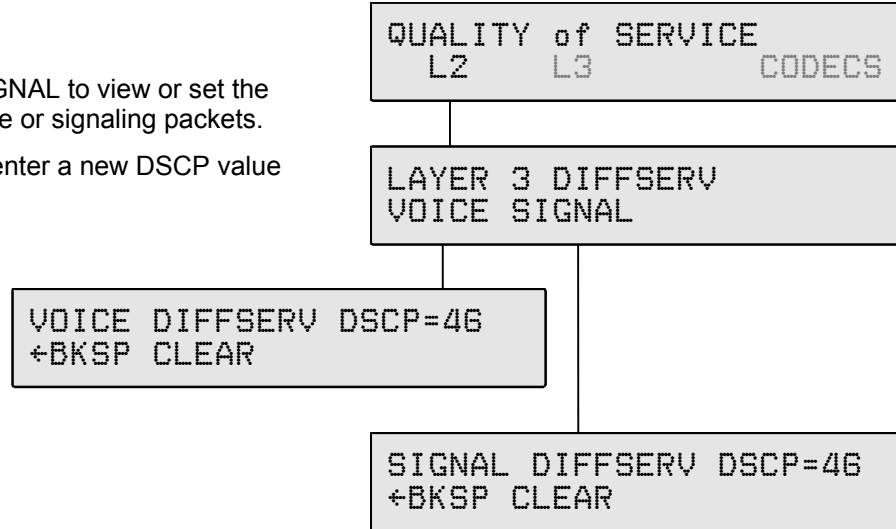 QUALITY of SERVICE
L2 L3 CODECS
GNAL to view or set the
e or signaling packets.
enter a new DSCP value
LAYER 3 DIFFSERV
VOICE SIGNAL
VOICE DIFFSERV DSCP=46
←BKSP CLEAR
SIGNAL DIFFSERV DSCP=46
←BKSP CLEAR